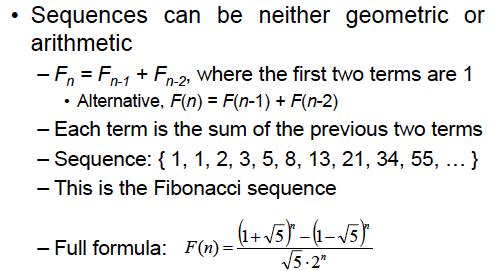 • Sequences can be neither geometric or
arithmetic
– Fₙ = Fₙ₋₁ + Fₙ₋₂, where the first two terms are 1
• Alternative, F(n) = F(n-1) + F(n-2)
– Each term is the sum of the previous two terms
– Sequence: { 1, 1, 2, 3, 5, 8, 13, 21, 34, 55, … }
– This is the Fibonacci sequence
– Full formula: F(n) = ((1+√5)ⁿ – (1–√5)ⁿ) / (√5·2ⁿ)